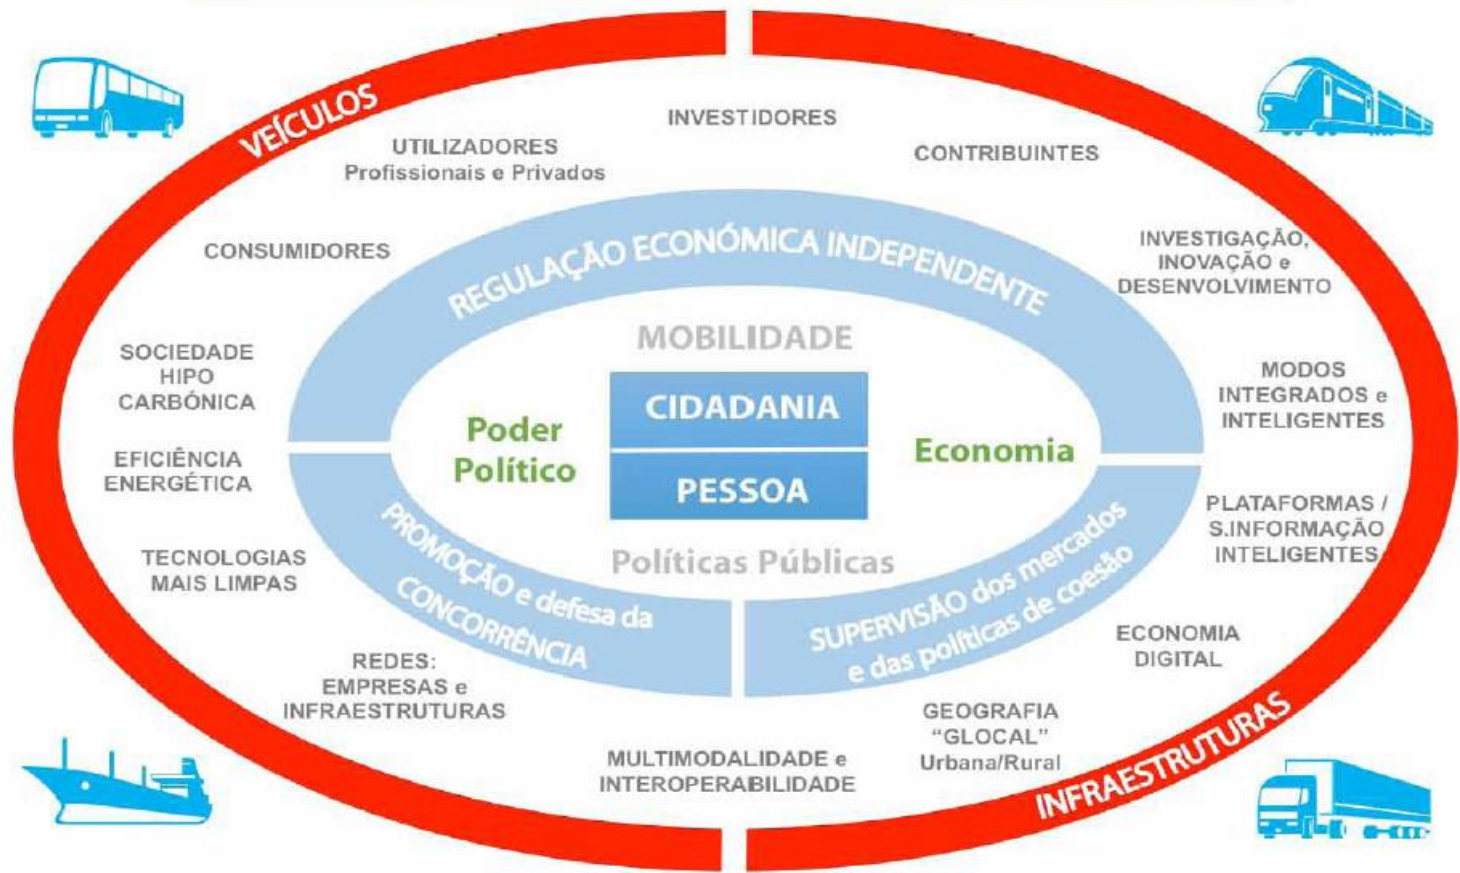 VEÍCULOS
INVESTIDORES
UTILIZADORES
Profissionais e Privados
CONTRIBUINTES
CONSUMIDORES
INVESTIGAÇÃO,
INOVAÇÃO e
DESENVOLVIMENTO
REGULAÇÃO ECONÓMICA INDEPENDENTE
MOBILIDADE
SOCIEDADE
HIPO
CARBÓNICA
MODOS
INTEGRADOS e
INTELIGENTES
CIDADANIA
Poder
Político
Economia
EFICIÊNCIA
ENERGÉTICA
PESSOA
PLATAFORMAS /
S.INFORMAÇÃO
INTELIGENTES
Políticas Públicas
TECNOLOGIAS
MAIS LIMPAS
PROMOÇÃO e defesa da
CONCORRÊNCIA
SUPERVISÃO dos mercados
e das políticas de coesão
ECONOMIA
DIGITAL
REDES:
EMPRESAS e
INFRAESTRUTURAS
GEOGRAFIA
“GLOCAL”
Urbana/Rural
MULTIMODALIDADE e
INTEROPERABILIDADE
INFRAESTRUTURAS